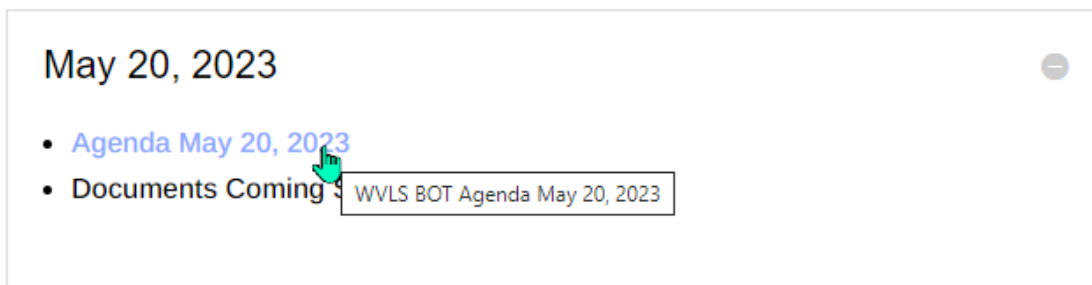 May 20, 2023
Agenda May 20, 2023
Documents Coming
WVLS BOT Agenda May 20, 2023